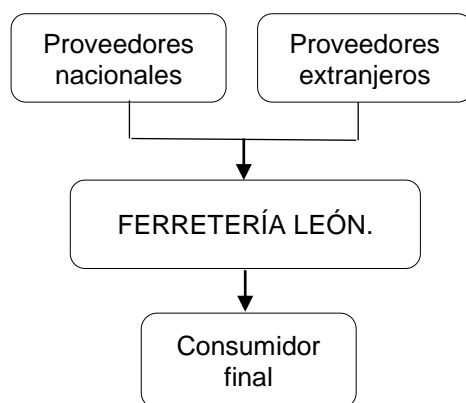 Proveedores
nacionales
Proveedores
extranjeros
FERRETERÍA LEÓN.
Consumidor
final